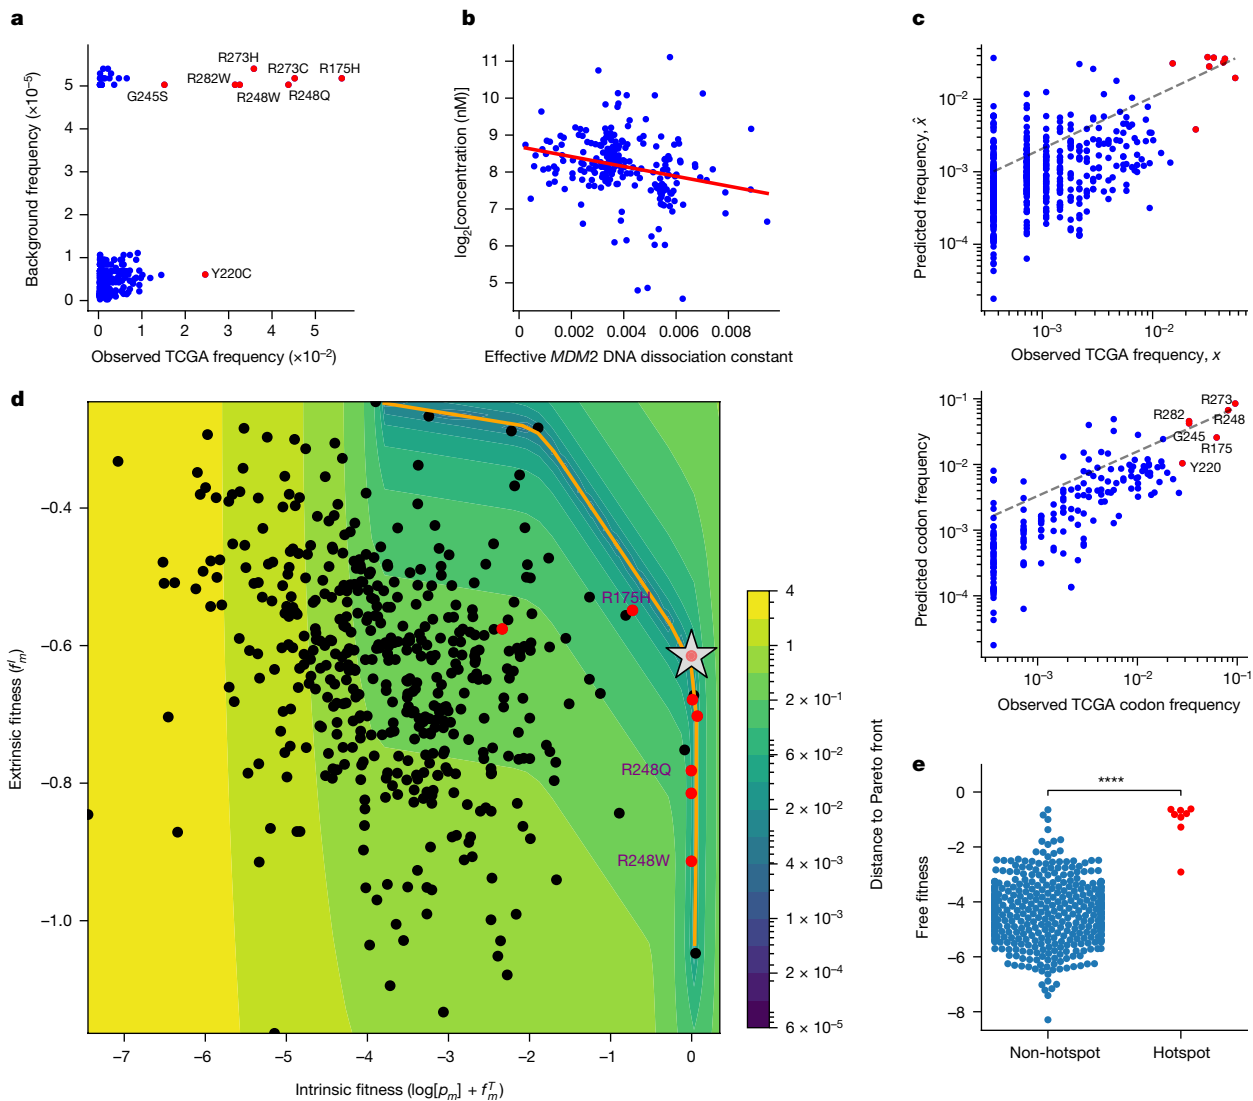 a
Background frequency (×10⁻⁵)
5
4
3
2
1
0
R273H
R273C
R175H
R282W
G245S
R248W
R248Q
Y220C
0
1
2
3
4
5
Observed TCGA frequency (×10⁻²)
b
log₂[concentration (nM)]
11
10
9
8
7
6
5
0
0.002
0.004
0.006
0.008
Effective MDM2 DNA dissociation constant
c
Predicted frequency, x̂
10⁻²
10⁻³
10⁻⁴
10⁻³
10⁻²
Observed TCGA frequency, x
Predicted codon frequency
10⁻¹
10⁻²
10⁻³
10⁻⁴
R273
R282
R248
G245
R175
Y220
10⁻³
10⁻²
10⁻¹
Observed TCGA codon frequency
d
Extrinsic fitness (fᴵₘ)
−0.4
−0.6
−0.8
−1.0
R175H
R248Q
R248W
−7
−6
−5
−4
−3
−2
−1
0
Intrinsic fitness (log[pₘ] + fᵀₘ)
4
1
2 × 10⁻¹
6 × 10⁻²
2 × 10⁻²
4 × 10⁻³
1 × 10⁻³
2 × 10⁻⁴
6 × 10⁻⁵
Distance to Pareto front
e
Free fitness
0
−2
−4
−6
−8
****
Non-hotspot
Hotspot